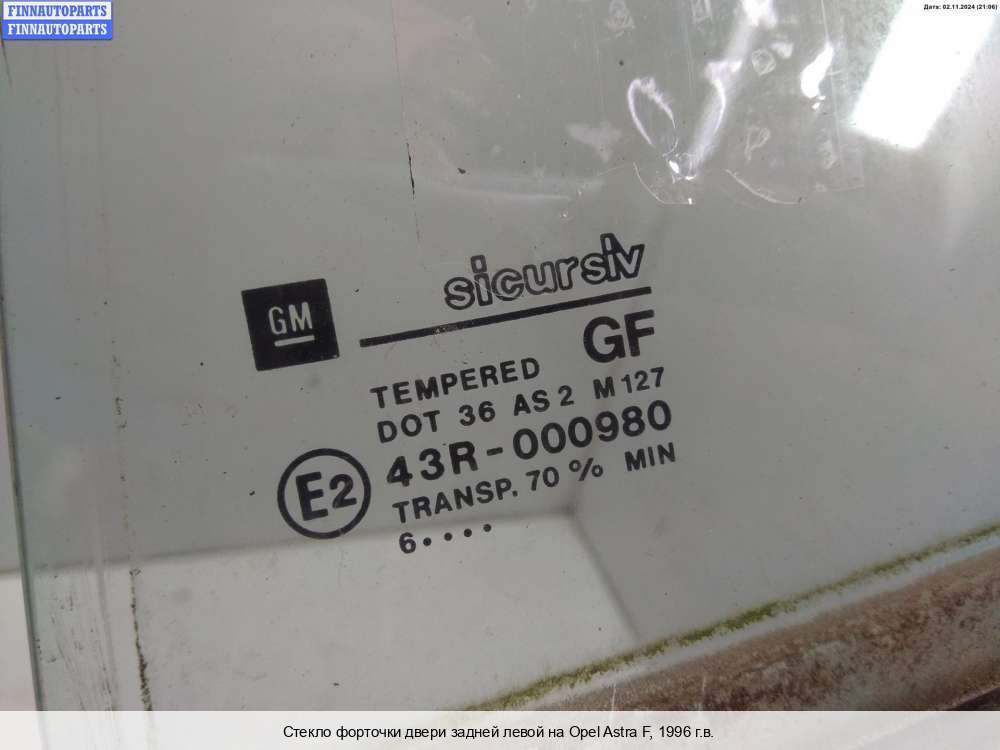 FINNAUTOPARTS
FINNAUTOPARTS
Дата: 02.11.2024 (21:06)
GM
sicursiv
GF
TEMPERED
DOT 36 AS 2 M 127
E2
43R-000980
TRANSP. 70 % MIN
6••••
Стекло форточки двери задней левой на Opel Astra F, 1996 г.в.